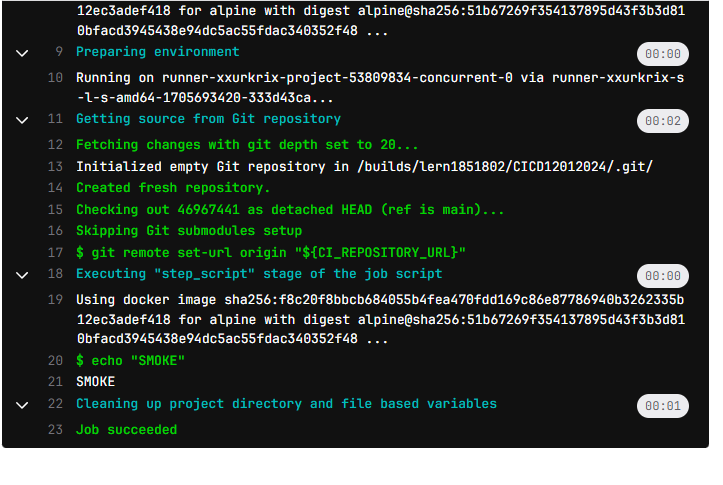 12ec3adef418 for alpine with digest alpine@sha256:51b67269f354137895d43f3b3d81
0bfacd3945438e94dc5ac55fdac340352f48 ...
9 Preparing environment 00:00
10 Running on runner-xxurkrix-project-53809834-concurrent-0 via runner-xxurkrix-s
-l-s-amd64-1705693420-333d43ca...
11 Getting source from Git repository 00:02
12 Fetching changes with git depth set to 20...
13 Initialized empty Git repository in /builds/lern1851802/CICD12012024/.git/
14 Created fresh repository.
15 Checking out 46967441 as detached HEAD (ref is main)...
16 Skipping Git submodules setup
17 $ git remote set-url origin "${CI_REPOSITORY_URL}"
18 Executing "step_script" stage of the job script 00:00
19 Using docker image sha256:f8c20f8bbcb684055b4fea470fdd169c86e87786940b3262335b
12ec3adef418 for alpine with digest alpine@sha256:51b67269f354137895d43f3b3d81
0bfacd3945438e94dc5ac55fdac340352f48 ...
20 $ echo "SMOKE"
21 SMOKE
22 Cleaning up project directory and file based variables 00:01
23 Job succeeded